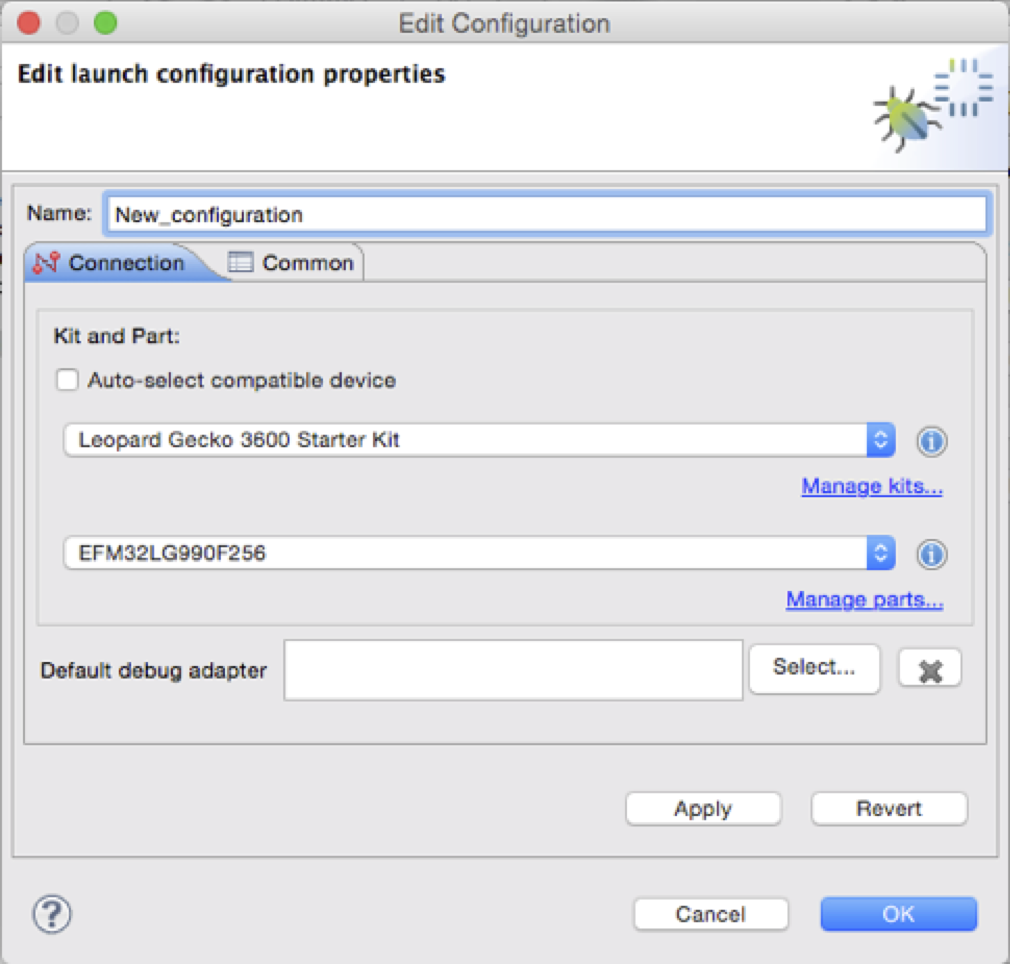 Edit Configuration
Edit launch configuration properties
Name: New_configuration
Connection Common
Kit and Part:
Auto-select compatible device
Leopard Gecko 3600 Starter Kit
Manage kits...
EFM32LG990F256
Manage parts...
Default debug adapter Select...
Apply Revert
Cancel OK